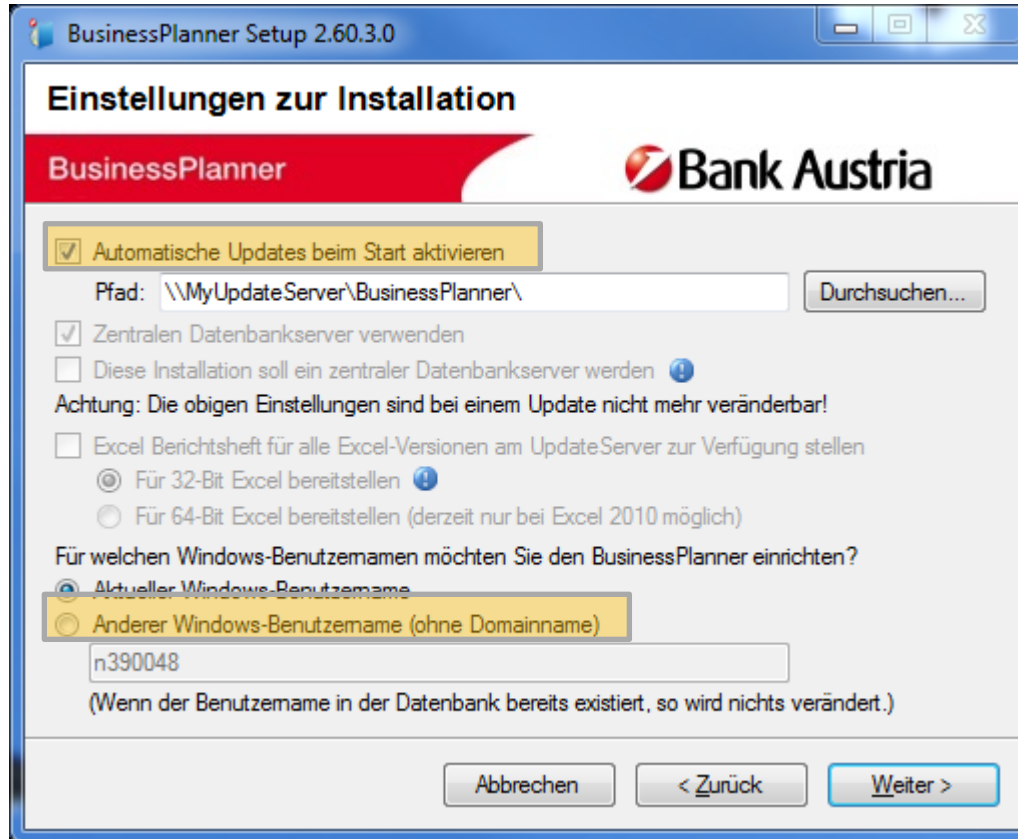 BusinessPlanner Setup 2.60.3.0
Einstellungen zur Installation
BusinessPlanner
Bank Austria
Automatische Updates beim Start aktivieren
Pfad: \\MyUpdateServer\BusinessPlanner\ Durchsuchen...
Zentralen Datenbankserver verwenden
Diese Installation soll ein zentraler Datenbankserver werden
Achtung: Die obigen Einstellungen sind bei einem Update nicht mehr veränderbar!
Excel Berichtsheft für alle Excel-Versionen am UpdateServer zur Verfügung stellen
Für 32-Bit Excel bereitstellen
Für 64-Bit Excel bereitstellen (derzeit nur bei Excel 2010 möglich)
Für welchen Windows-Benutzernamen möchten Sie den BusinessPlanner einrichten?
Aktueller Windows-Benutzername
Anderer Windows-Benutzername (ohne Domainname)
n390048
(Wenn der Benutzername in der Datenbank bereits existiert, so wird nichts verändert.)
Abbrechen < Zurück Weiter >